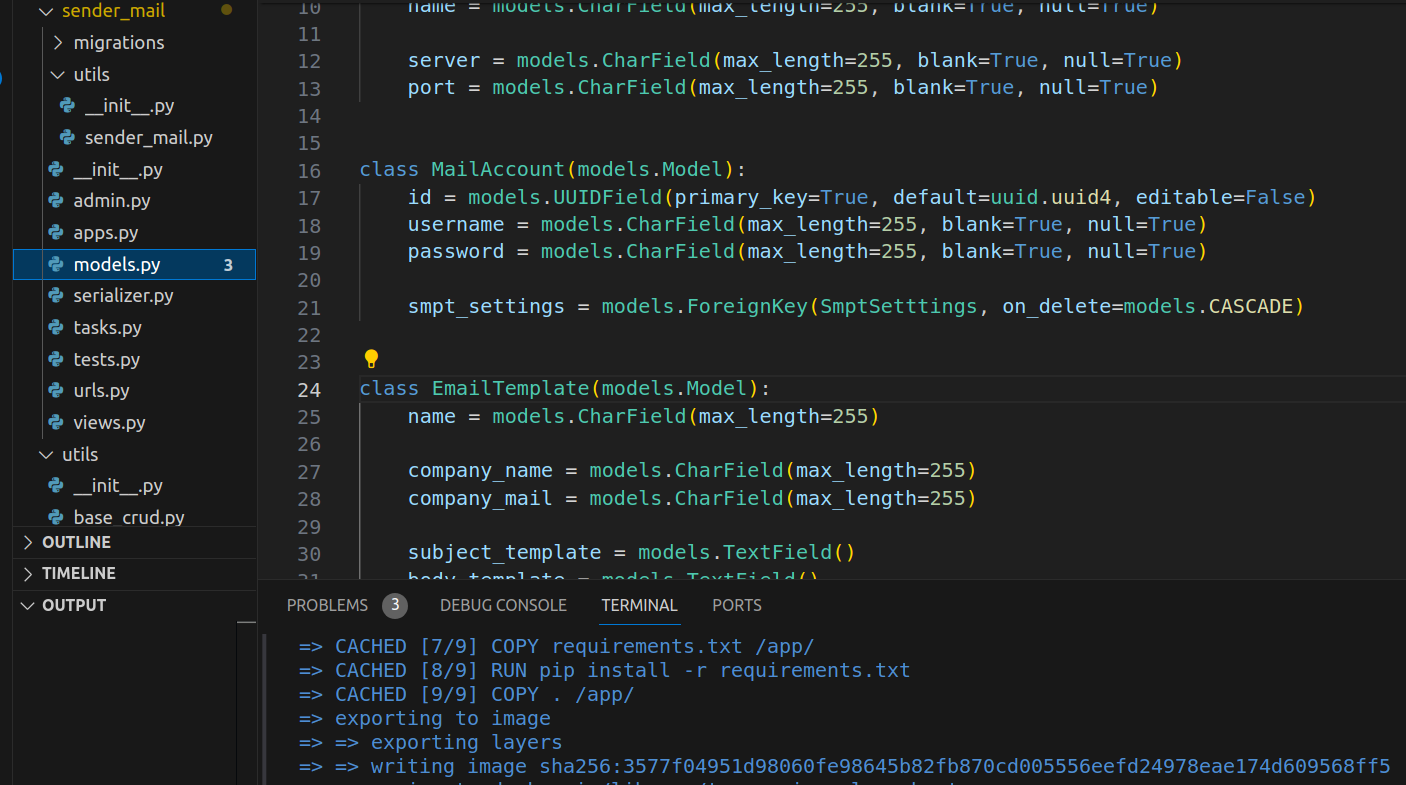 sender_mail
migrations
utils
__init__.py
sender_mail.py
__init__.py
admin.py
apps.py
models.py 3
serializer.py
tasks.py
tests.py
urls.py
views.py
utils
__init__.py
base_crud.py
OUTLINE
TIMELINE
OUTPUT
10 name = models.CharField(max_length=255, blank=True, null=True)
11
12 server = models.CharField(max_length=255, blank=True, null=True)
13 port = models.CharField(max_length=255, blank=True, null=True)
14
15
16 class MailAccount(models.Model):
17 id = models.UUIDField(primary_key=True, default=uuid.uuid4, editable=False)
18 username = models.CharField(max_length=255, blank=True, null=True)
19 password = models.CharField(max_length=255, blank=True, null=True)
20
21 smpt_settings = models.ForeignKey(SmptSetttings, on_delete=models.CASCADE)
22
23
24 class EmailTemplate(models.Model):
25 name = models.CharField(max_length=255)
26
27 company_name = models.CharField(max_length=255)
28 company_mail = models.CharField(max_length=255)
29
30 subject_template = models.TextField()
31 body_template = models.TextField()
PROBLEMS 3 DEBUG CONSOLE TERMINAL PORTS
=> CACHED [7/9] COPY requirements.txt /app/
=> CACHED [8/9] RUN pip install -r requirements.txt
=> CACHED [9/9] COPY . /app/
=> exporting to image
=> => exporting layers
=> => writing image sha256:3577f04951d98060fe98645b82fb870cd005556eefd24978eae174d609568ff5